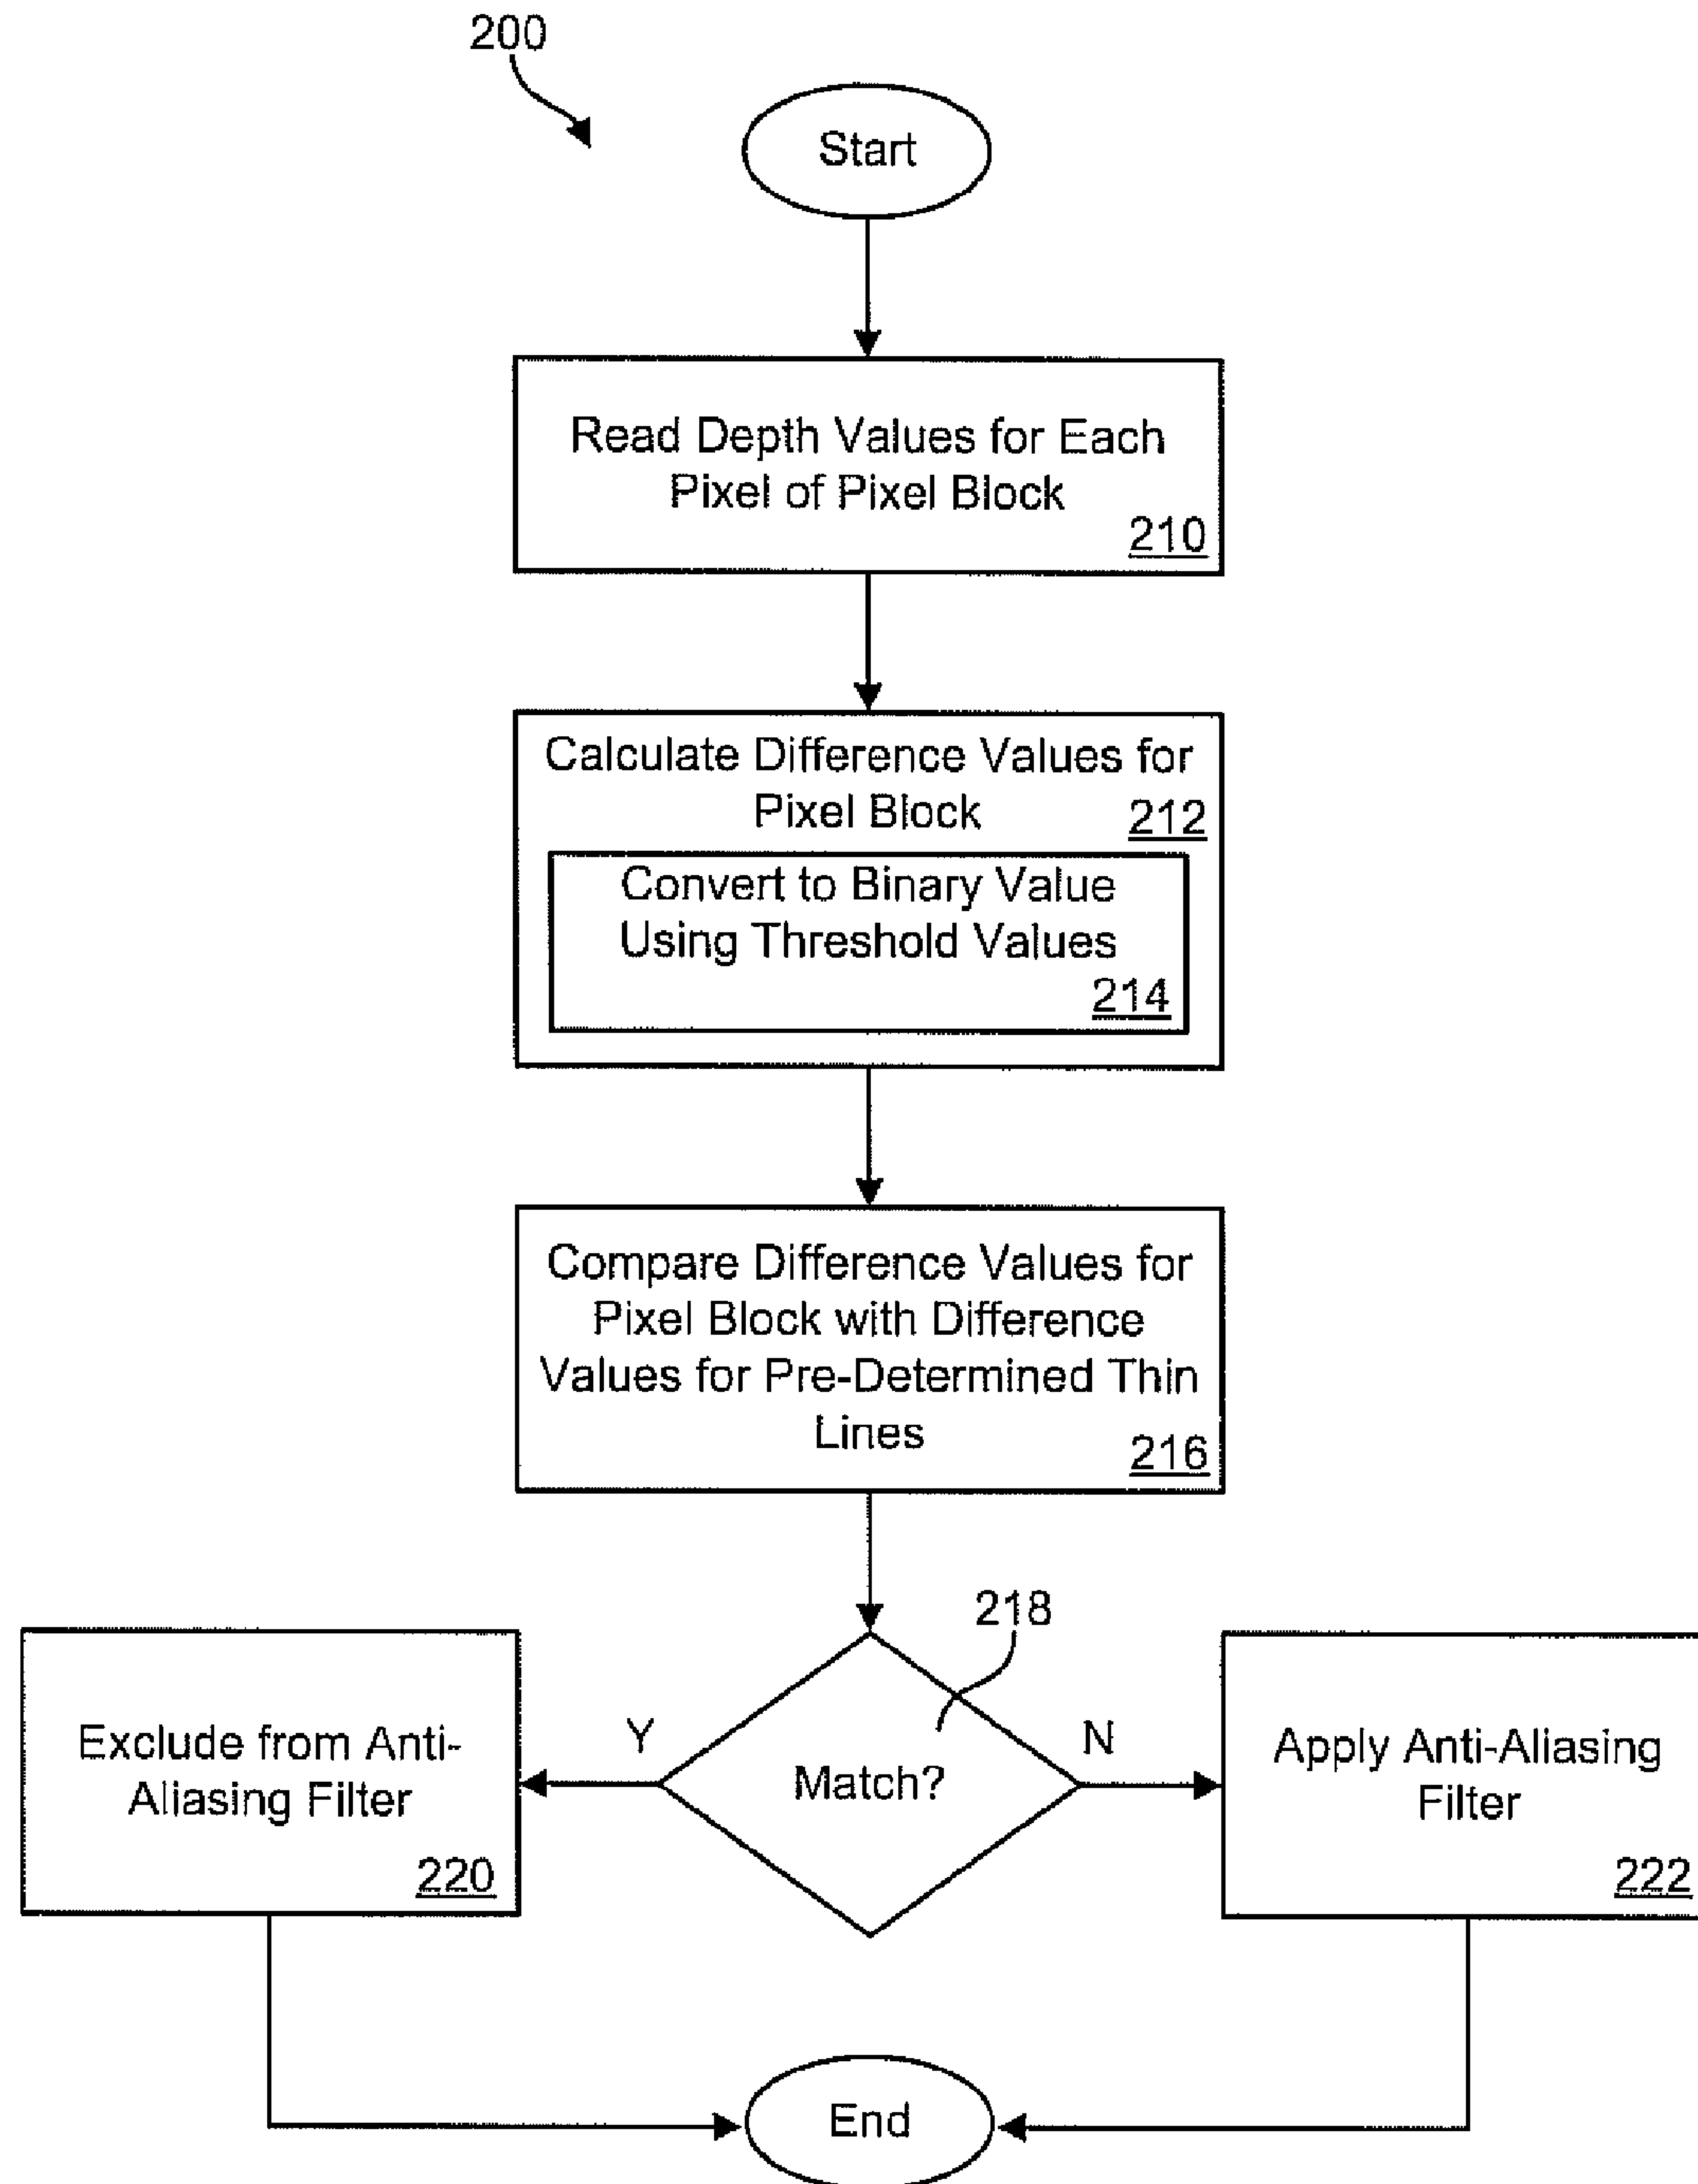 200
Start
Read Depth Values for Each
Pixel of Pixel Block
210
Calculate Difference Values for
Pixel Block
212
Convert to Binary Value
Using Threshold Values
214
Compare Difference Values for
Pixel Block with Difference
Values for Pre-Determined Thin
Lines
216
218
Exclude from Anti-
Aliasing Filter
220
Y
Match?
N
Apply Anti-Aliasing
Filter
222
End